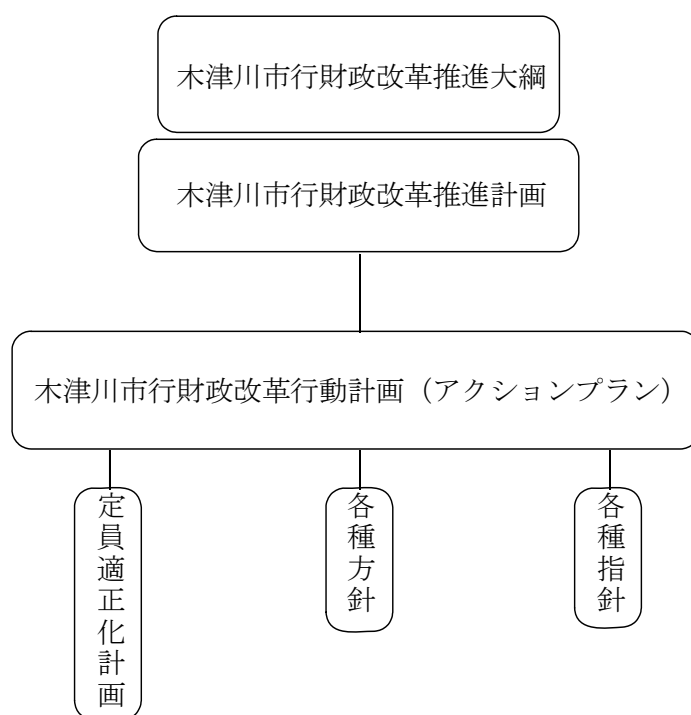 木津川市行財政改革推進大綱
木津川市行財政改革推進計画
木津川市行財政改革行動計画（アクションプラン）
定員適正化計画
各種方針
各種指針